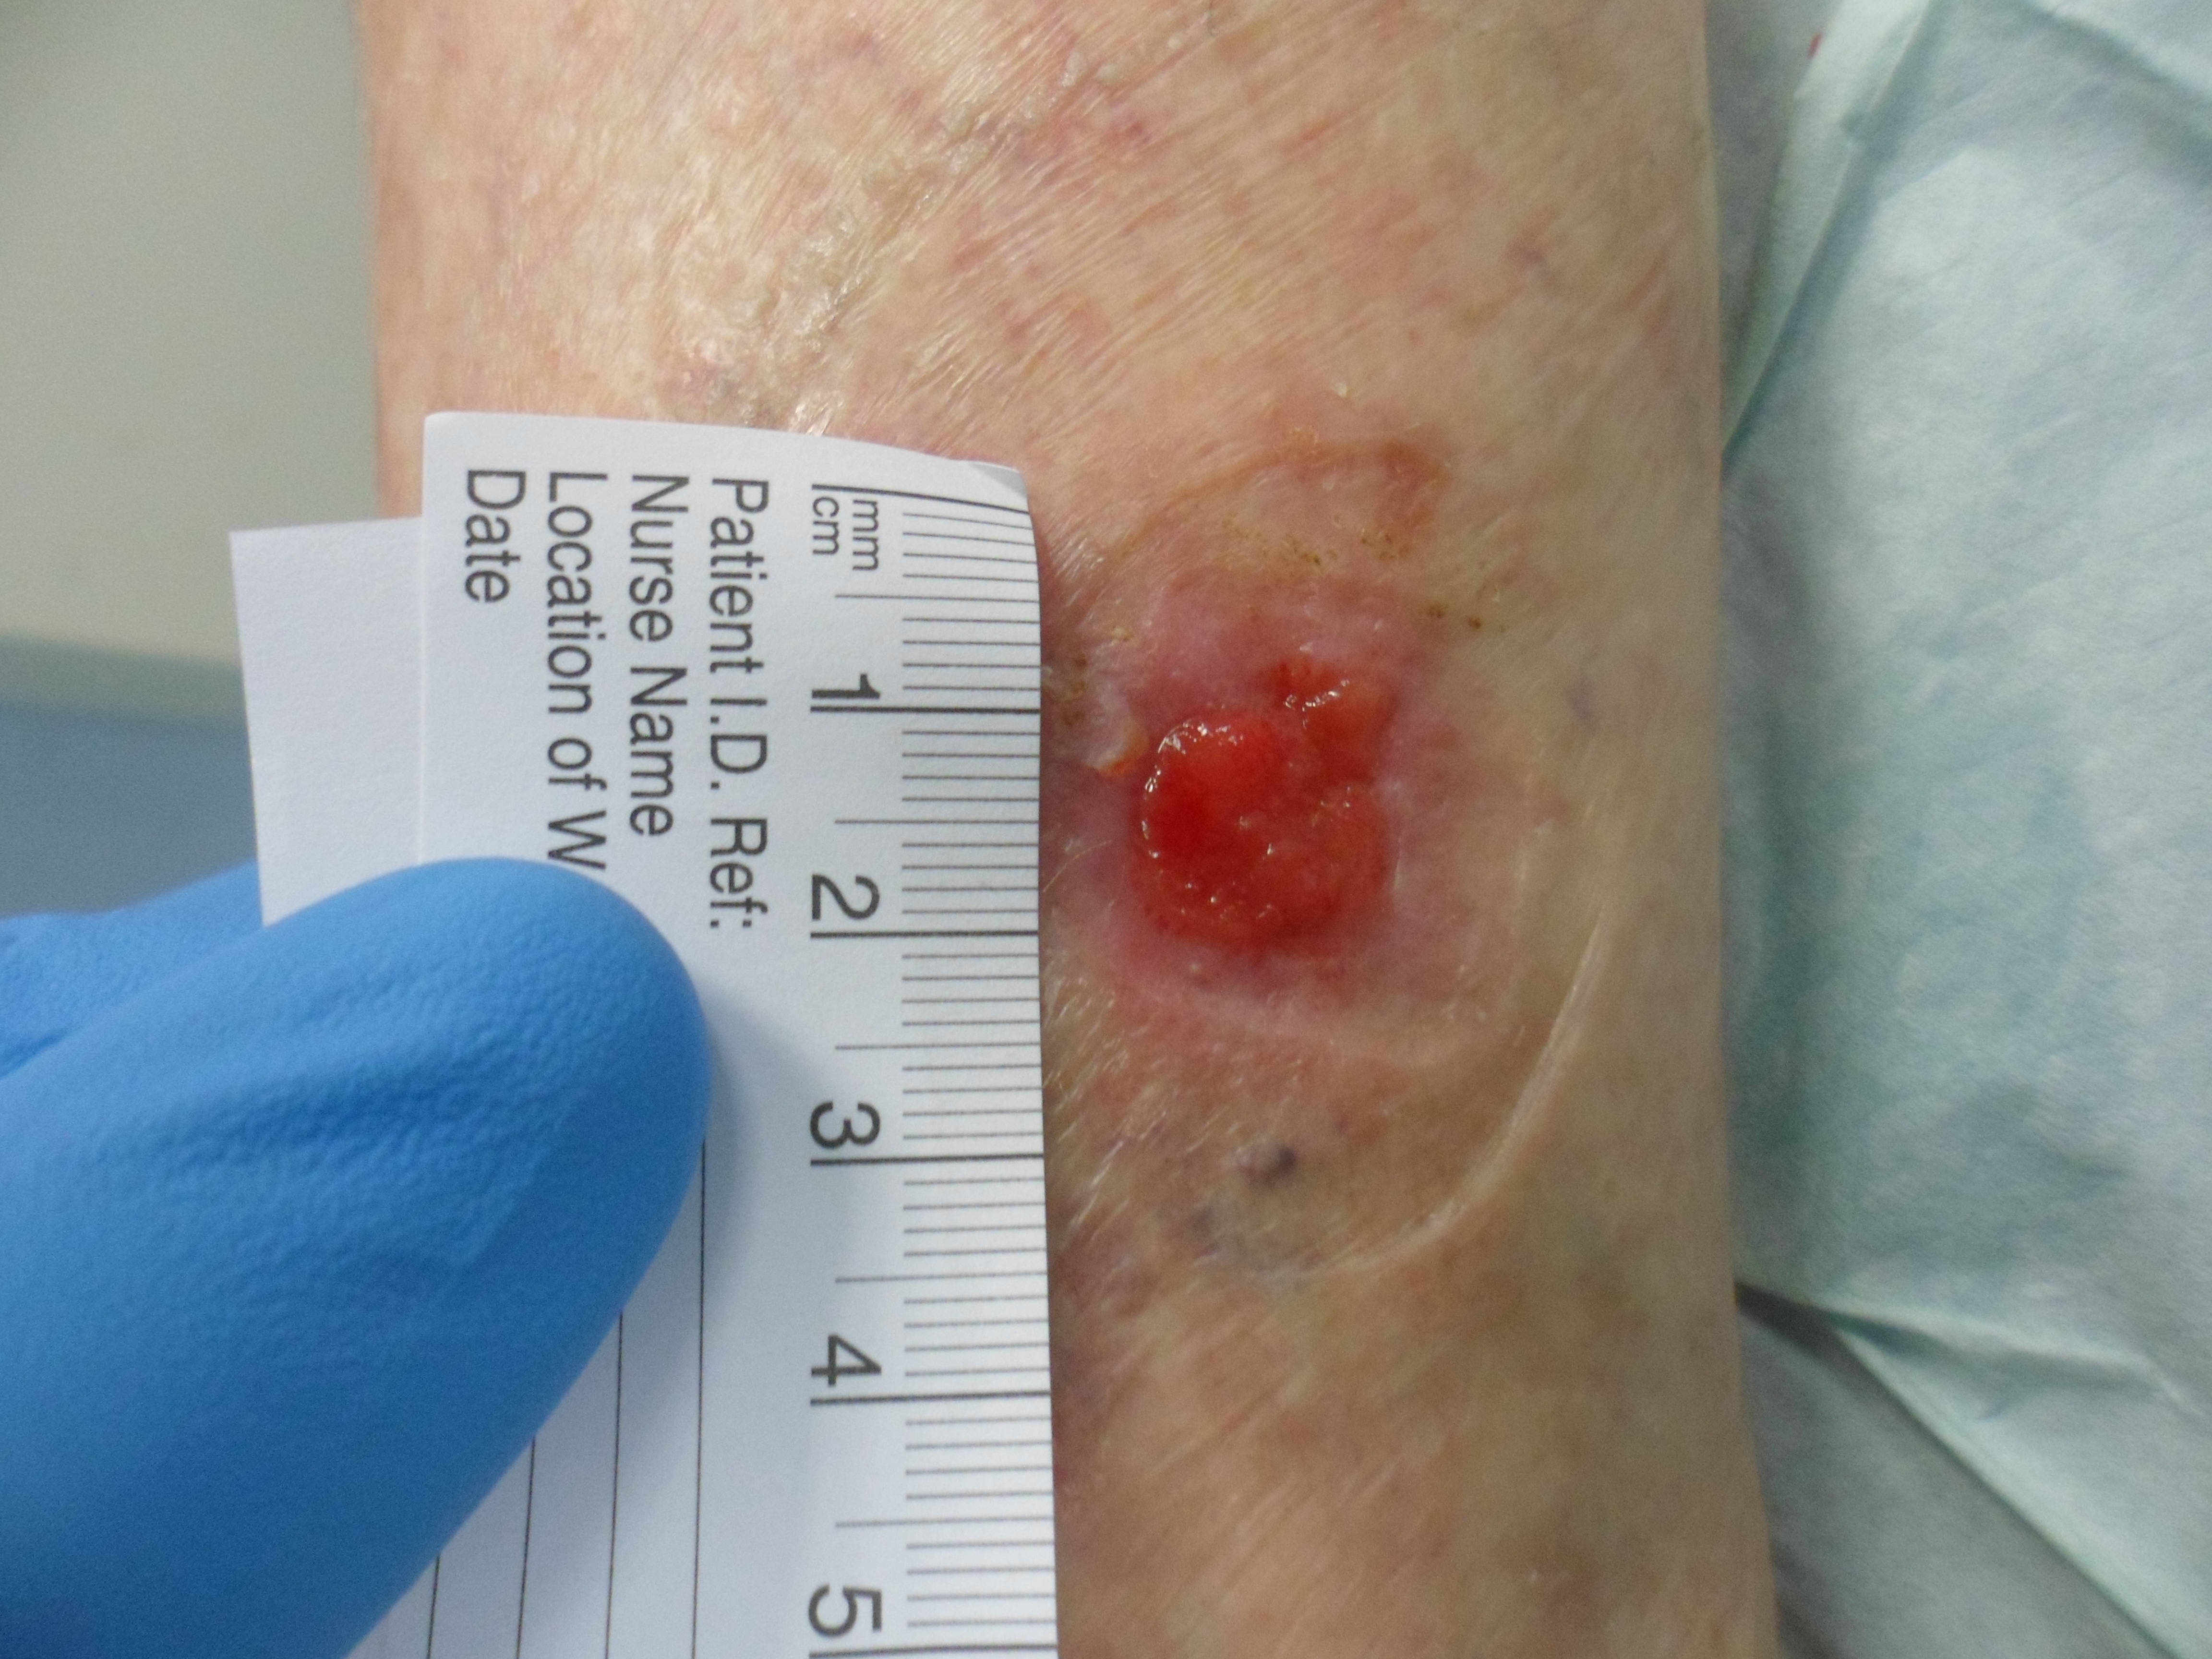 mm
cm
1
2
3
4
5
Patient I.D. Ref:
Nurse Name
Location of W
Date